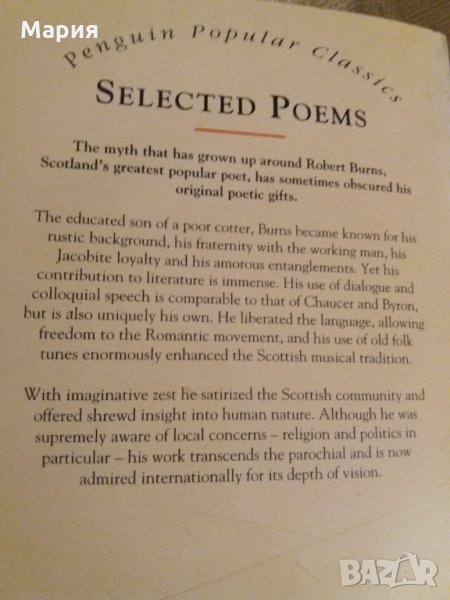 Мария
Penguin Popular Classics
SELECTED POEMS
The myth that has grown up around Robert Burns,
Scotland's greatest popular poet, has sometimes obscured his
original poetic gifts.
The educated son of a poor cotter, Burns became known for his
rustic background, his fraternity with the working man, his
Jacobite loyalty and his amorous entanglements. Yet his
contribution to literature is immense. His use of dialogue and
colloquial speech is comparable to that of Chaucer and Byron,
but is also uniquely his own. He liberated the language, allowing
freedom to the Romantic movement, and his use of old folk
tunes enormously enhanced the Scottish musical tradition.
With imaginative zest he satirized the Scottish community and
offered shrewd insight into human nature. Although he was
supremely aware of local concerns – religion and politics in
particular – his work transcends the parochial and is now
admired internationally for its depth of vision.
BAZAR